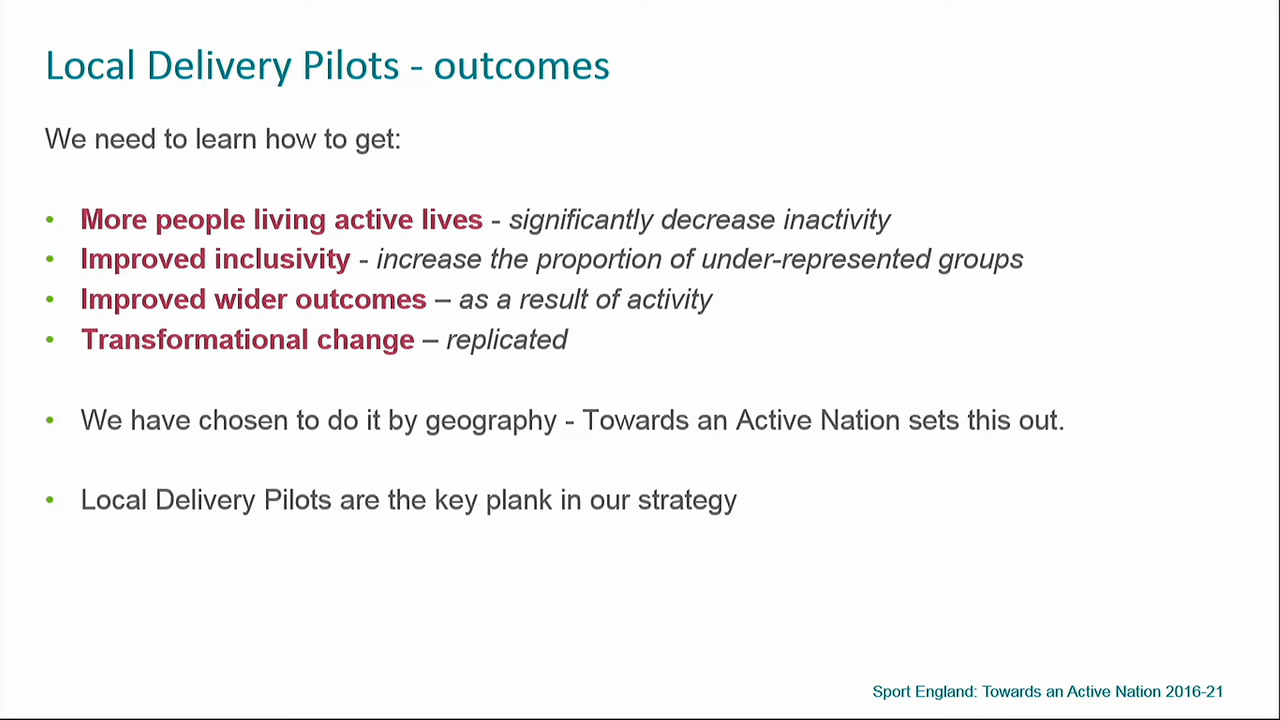 Local Delivery Pilots - outcomes
We need to learn how to get:
• More people living active lives - significantly decrease inactivity
• Improved inclusivity - increase the proportion of under-represented groups
• Improved wider outcomes – as a result of activity
• Transformational change – replicated
• We have chosen to do it by geography - Towards an Active Nation sets this out.
• Local Delivery Pilots are the key plank in our strategy
Sport England: Towards an Active Nation 2016-21